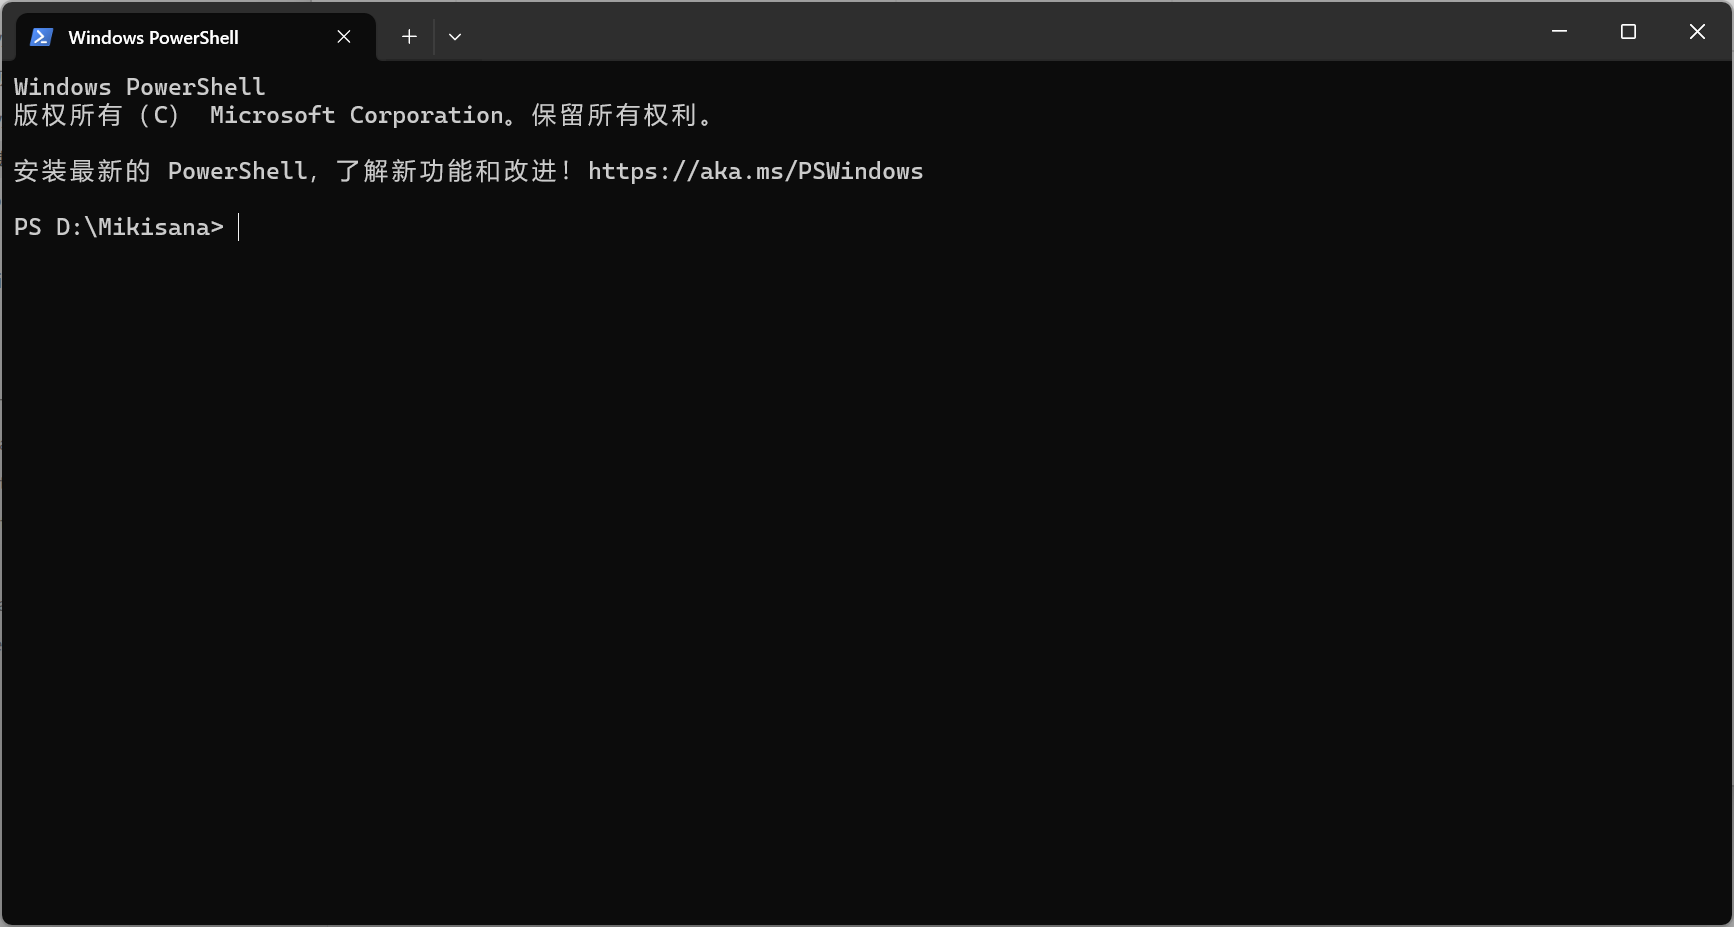 Windows PowerShell
Windows PowerShell
版权所有（C） Microsoft Corporation。保留所有权利。
安装最新的 PowerShell，了解新功能和改进！https://aka.ms/PSWindows
PS D:\Mikisana>